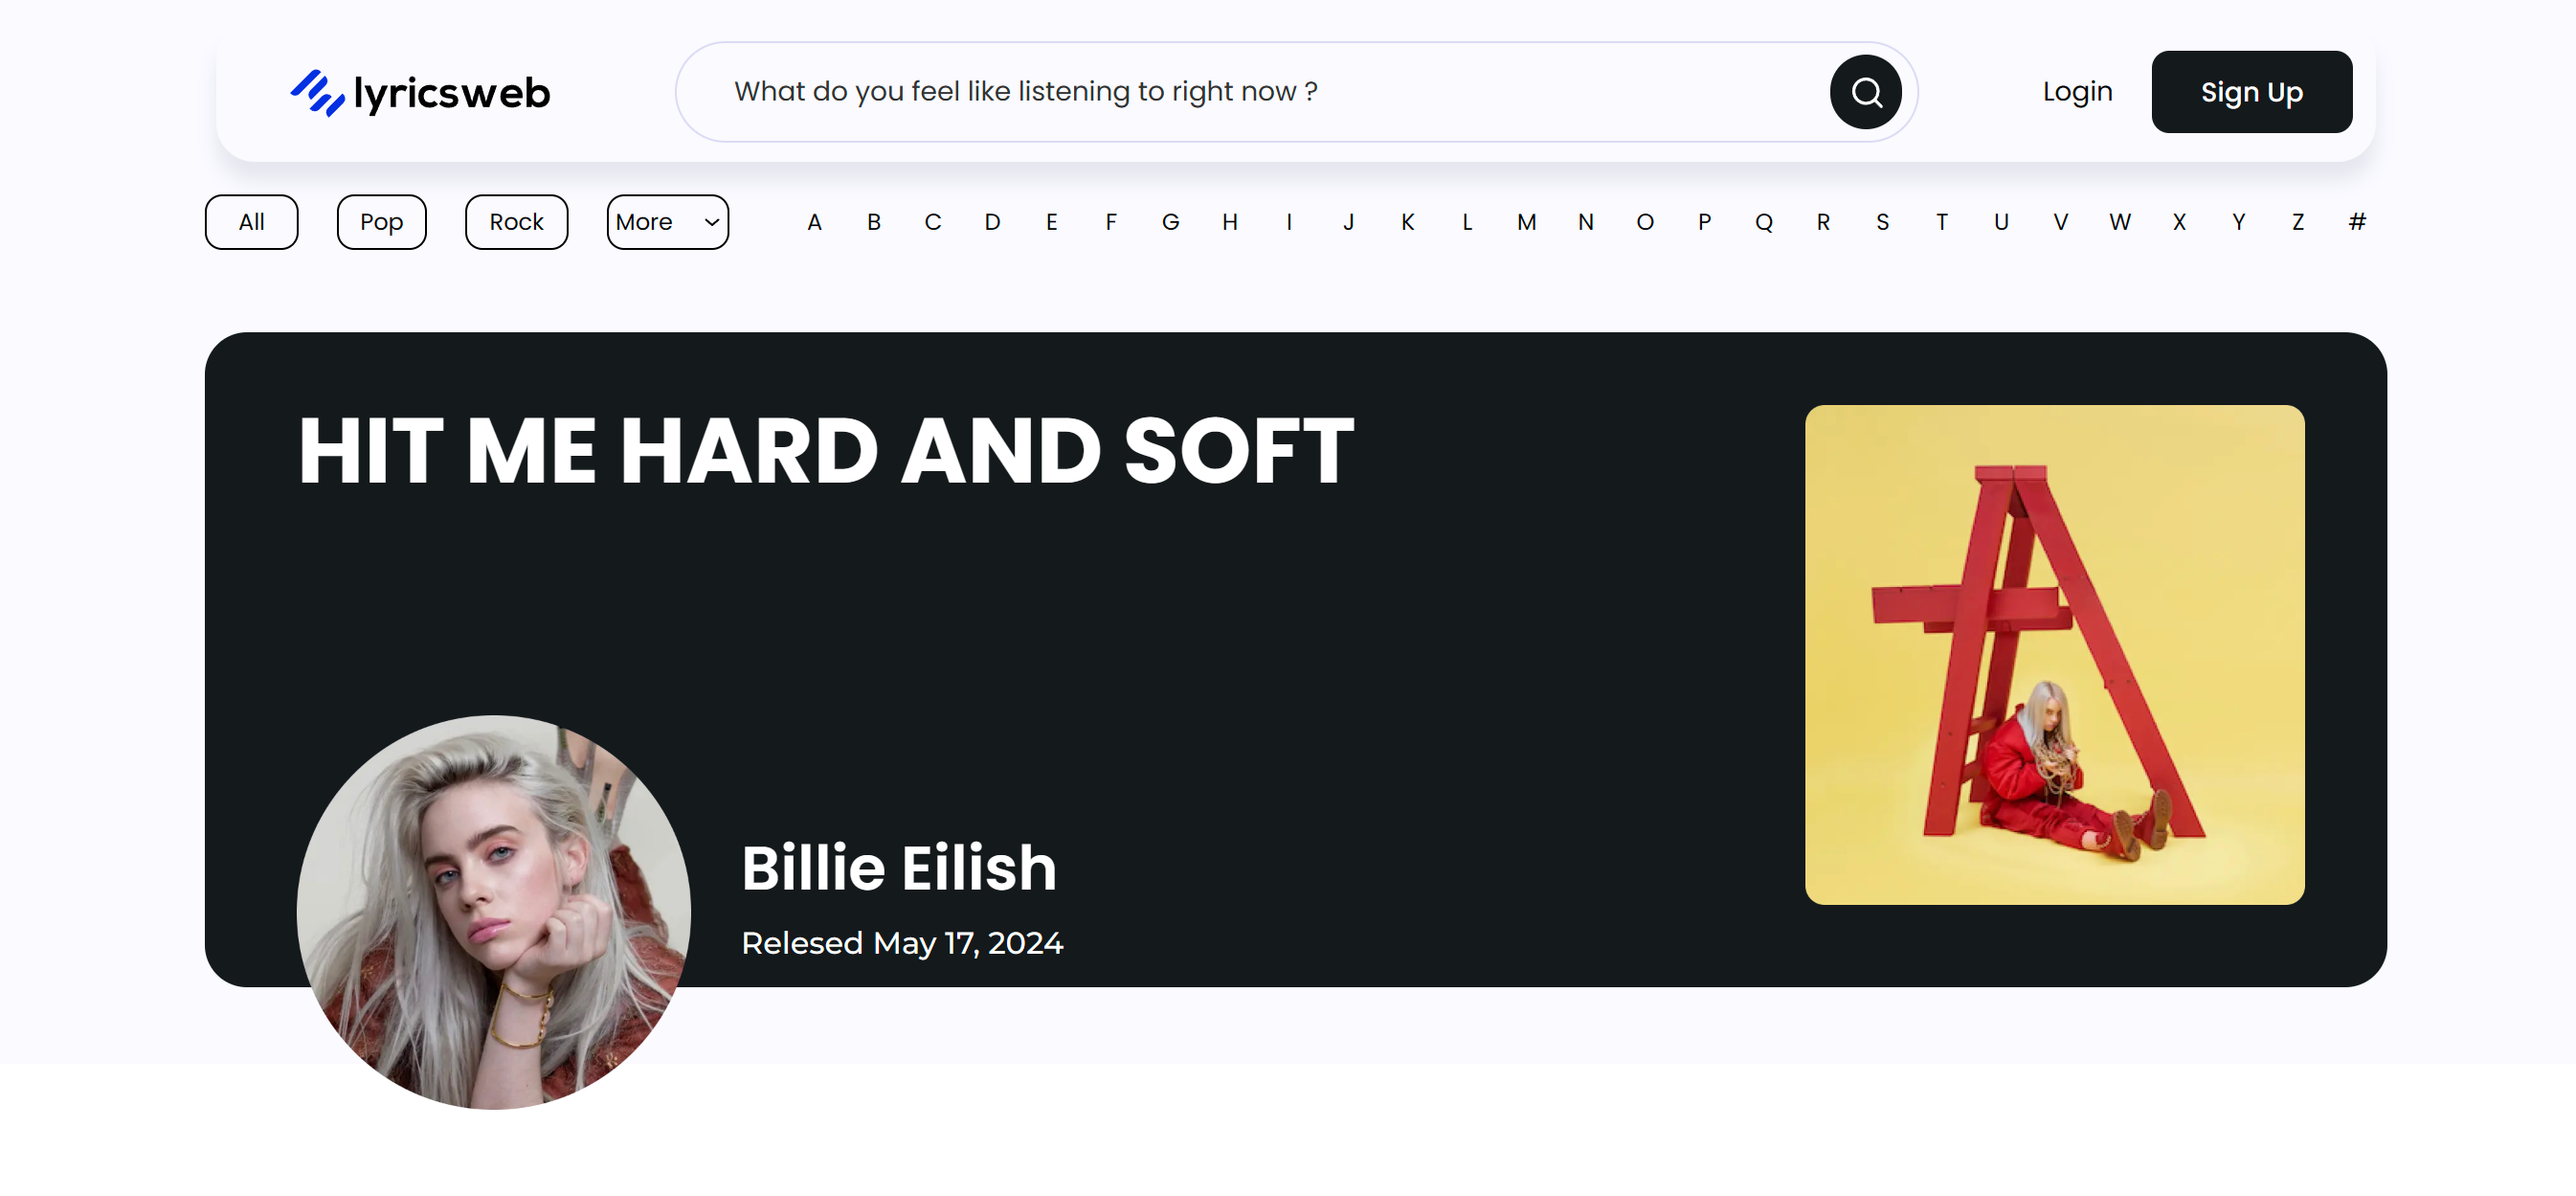 lyricsweb
What do you feel like listening to right now ?
Login
Sign Up
All Pop Rock More A B C D E F G H I J K L M N O P Q R S T U V W X Y Z #
HIT ME HARD AND SOFT
Billie Eilish
Relesed May 17, 2024